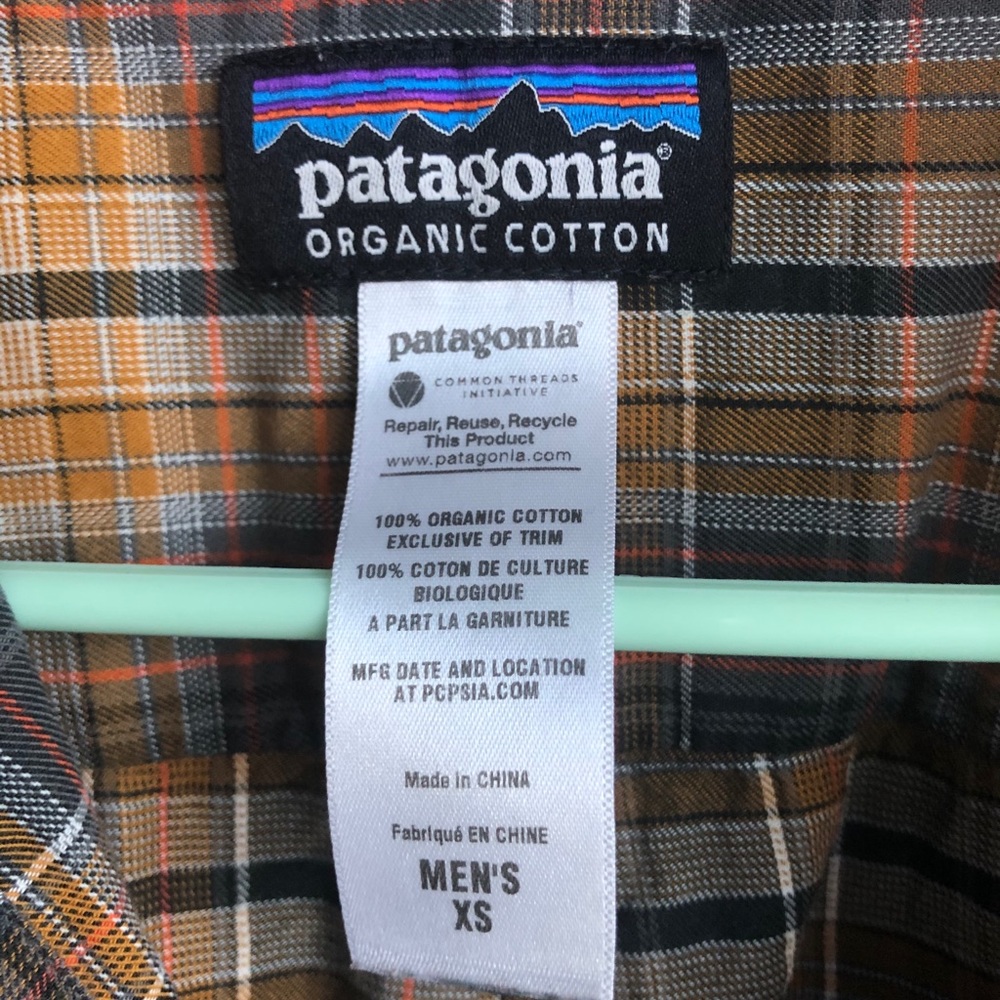 patagonia®
ORGANIC COTTON
patagonia®
COMMON THREADS
INITIATIVE
Repair, Reuse, Recycle
This Product
www.patagonia.com
100% ORGANIC COTTON
EXCLUSIVE OF TRIM
100% COTON DE CULTURE
BIOLOGIQUE
A PART LA GARNITURE
MFG DATE AND LOCATION
AT PCPSIA.COM
Made in CHINA
Fabriqué EN CHINE
MEN'S
XS